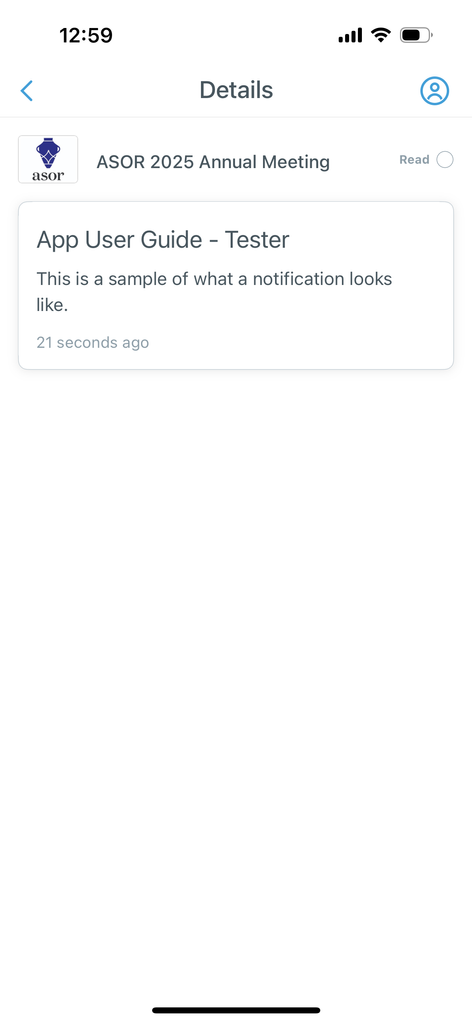 12:59
Details
asor
ASOR 2025 Annual Meeting
Read
App User Guide - Tester
This is a sample of what a notification looks
like.
21 seconds ago